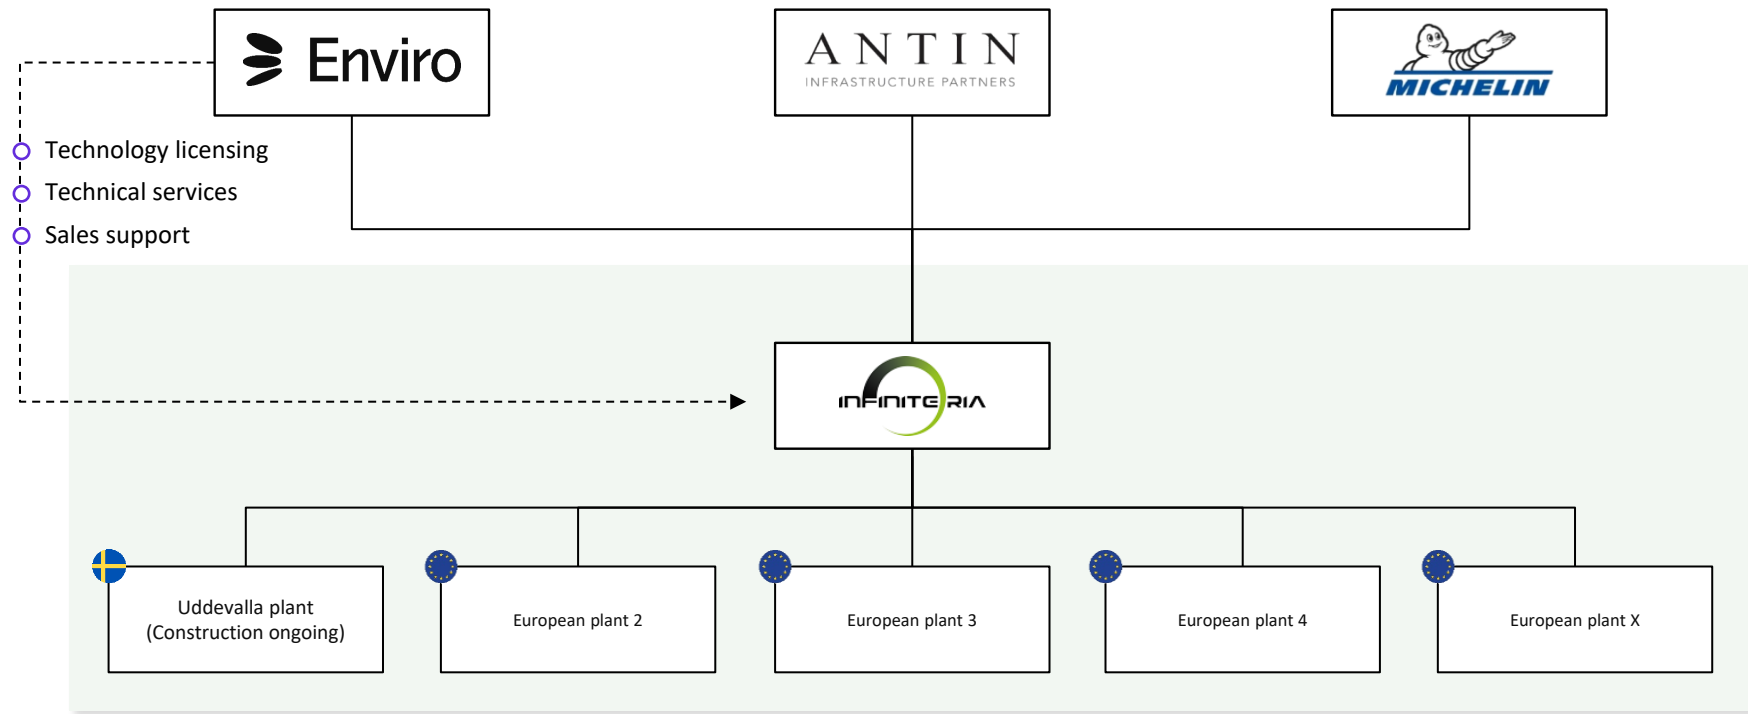 Enviro
ANTIN
INFRASTRUCTURE PARTNERS
MICHELIN
Technology licensing
Technical services
Sales support
INFINITERIA
Uddevalla plant
(Construction ongoing)
European plant 2
European plant 3
European plant 4
European plant X